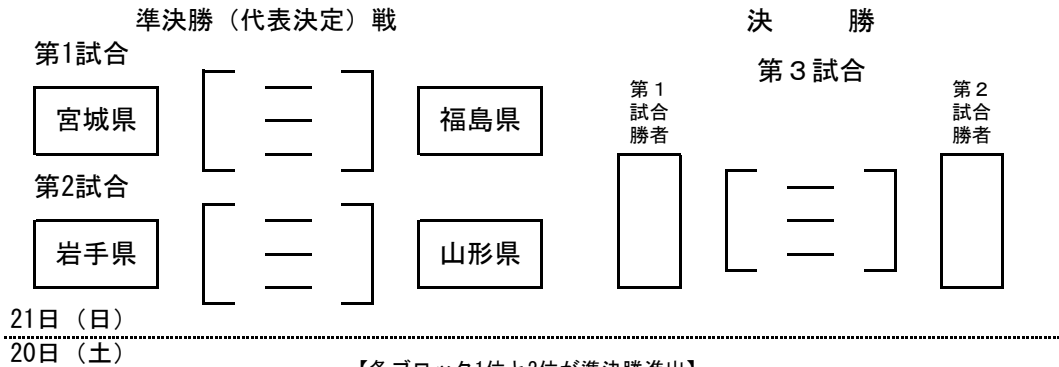 準決勝（代表決定）戦
第1試合
宮城県 福島県
第2試合
岩手県 山形県
決　　勝
第３試合
第１
試合
勝者
第２
試合
勝者
21日（日）
20日（土）
【各ブロック1位と2位が準決勝進出】